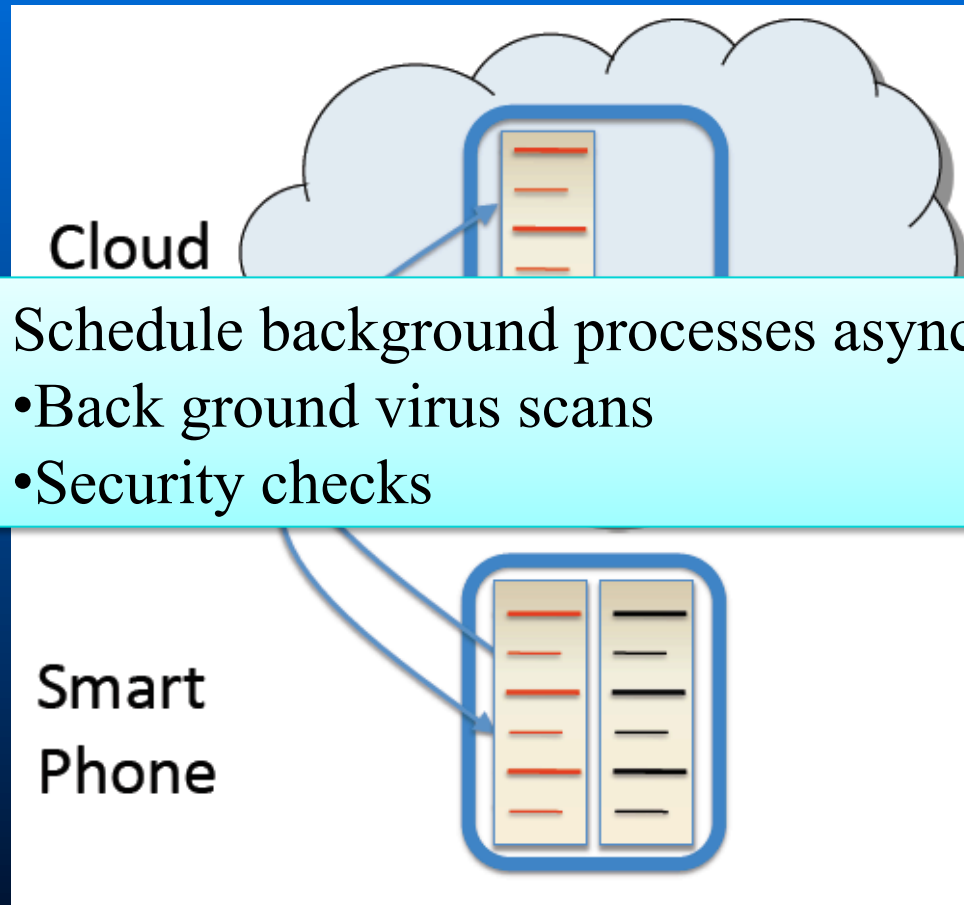 Cloud
Schedule background processes async
•Back ground virus scans
•Security checks
Smart
Phone